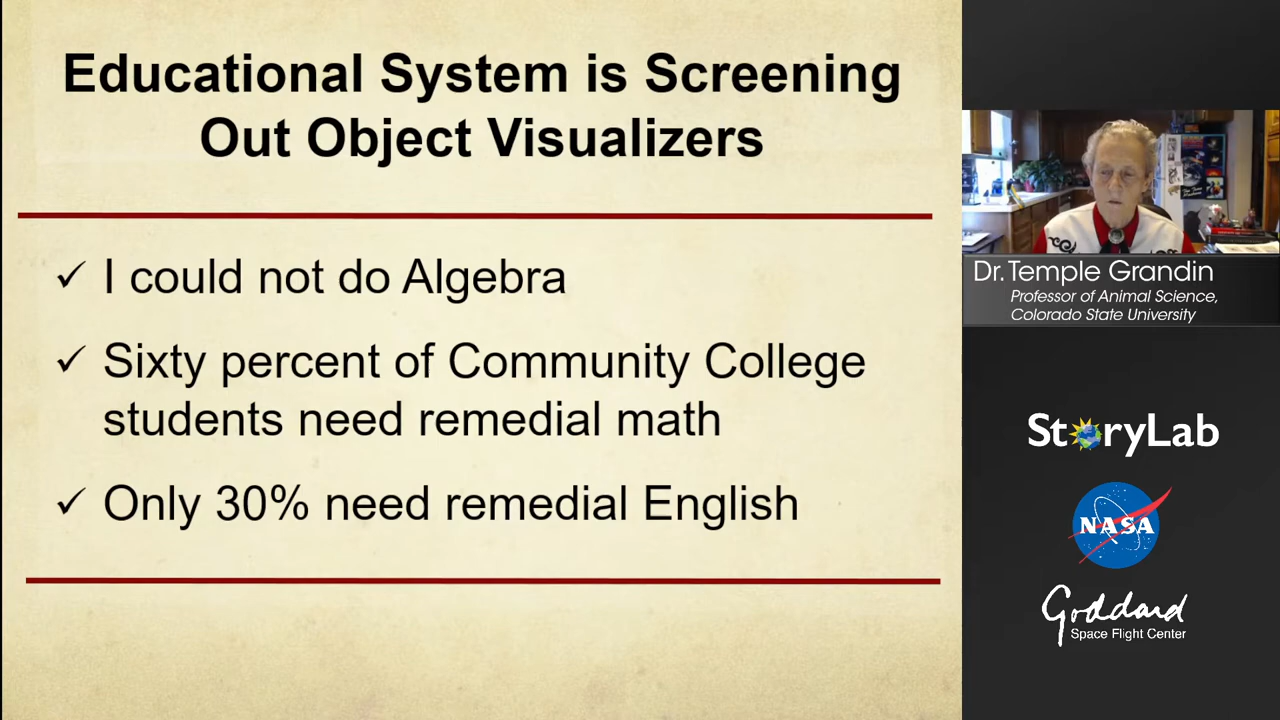 Educational System is Screening
Out Object Visualizers
✓ I could not do Algebra
✓ Sixty percent of Community College
students need remedial math
✓ Only 30% need remedial English
Dr. Temple Grandin
Professor of Animal Science,
Colorado State University
StoryLab
NASA
Goddard
Space Flight Center